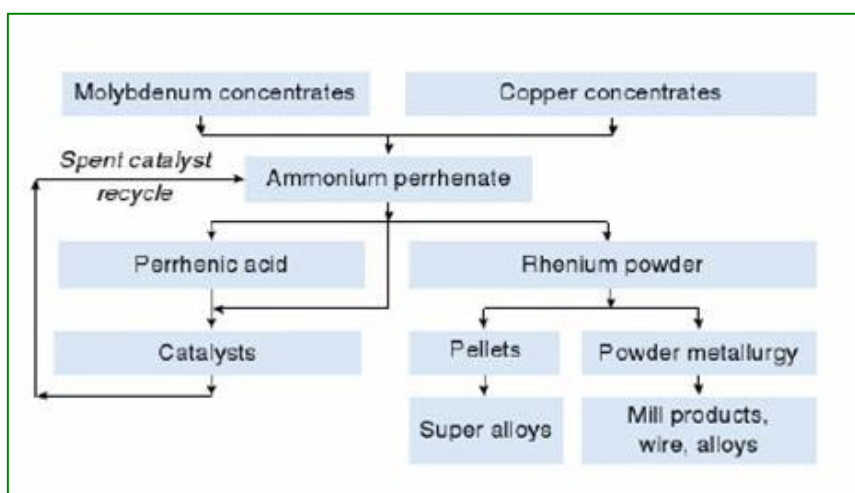 Molybdenum concentrates
Copper concentrates
Spent catalyst
recycle
Ammonium perrhenate
Perrhenic acid
Rhenium powder
Catalysts
Pellets
Powder metallurgy
Super alloys
Mill products,
wire, alloys